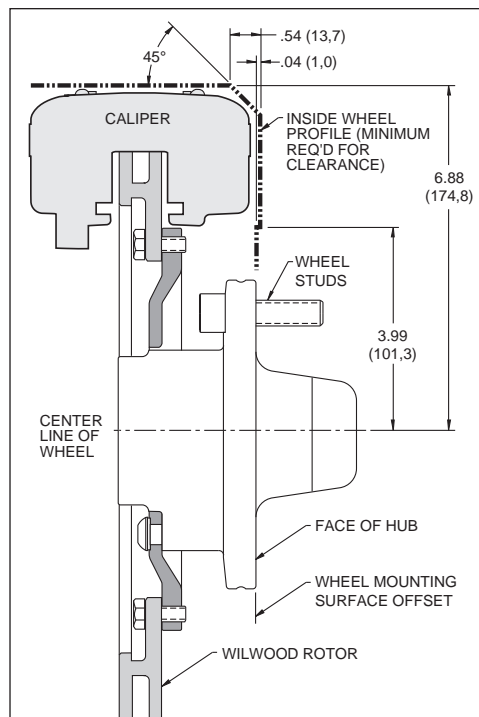 .54 (13,7)
.04 (1,0)
45°
CALIPER
INSIDE WHEEL
PROFILE (MINIMUM
REQ'D FOR
CLEARANCE)
6.88
(174,8)
WHEEL
STUDS
3.99
(101,3)
CENTER
LINE OF
WHEEL
FACE OF HUB
WHEEL MOUNTING
SURFACE OFFSET
WILWOOD ROTOR